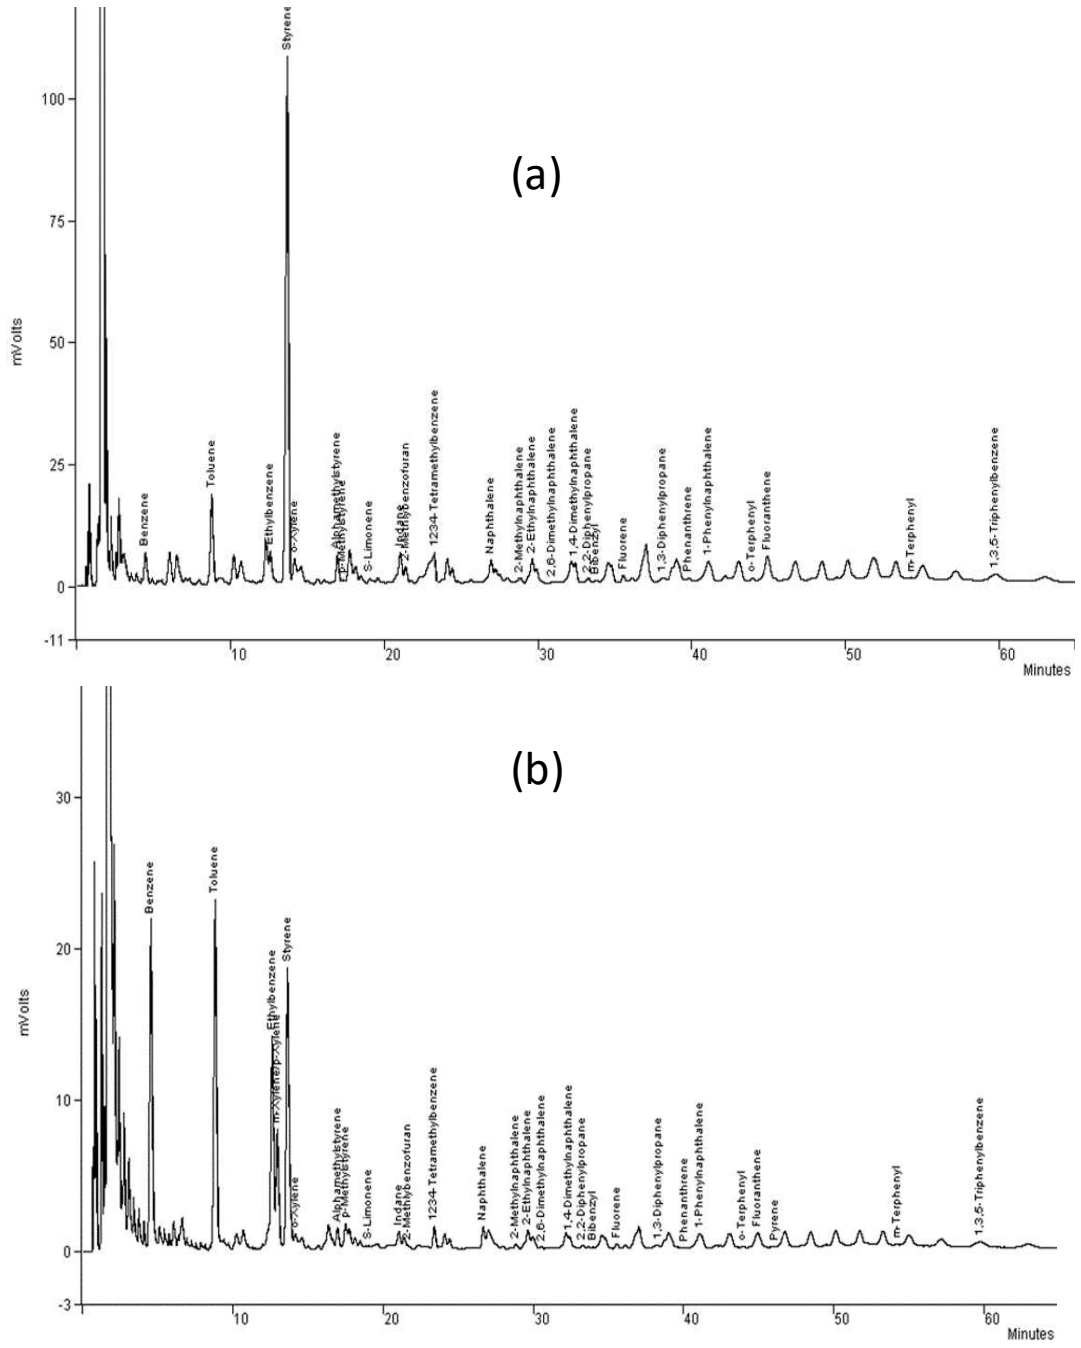 (a)
mVolts
100
75
50
25
0
-11
Benzene
Toluene
Ethylbenzene
Styrene
o-Xylene
Alphamethylstyrene
p-Methystyrene
S-Limonene
Indane
2-Methylbenzofuran
1234-Tetramethylbenzene
Naphthalene
2-Methylnaphthalene
2-Ethylnaphthalene
2,6-Dimethylnaphthalene
1,4-Dimethylnaphthalene
2,2-Diphenylpropane
Bibenzyl
Fluorene
1,3-Diphenylpropane
Phenanthrene
1-Phenylnaphthalene
o-Terphenyl
Fluoranthene
m-Terphenyl
1,3,5-Triphenylbenzene
10
20
30
40
50
60
Minutes
(b)
mVolts
30
20
10
0
-3
Benzene
Toluene
Ethylbenzene
m-Xylene/p-Xylene
Styrene
o-Xylene
Alphamethylstyrene
p-Methylstyrene
S-Limonene
Indane
2-Methlybenzofuran
1234-Tetramethylbenzene
Naphthalene
2-Methylnaphthalene
2-Ethylnaphthalene
2,6-Dimethylnaphthalene
1,4-Dimethylnaphthalene
2,2-Diphenylpropane
Bibenzyl
Fluorene
1,3-Diphenylpropane
Phenanthrene
1-Phenylnaphthalene
o-Terphenyl
Fluoranthene
Pyrene
m-Terphenyl
1,3,5-Triphenylbenzene
10
20
30
40
50
60
Minutes